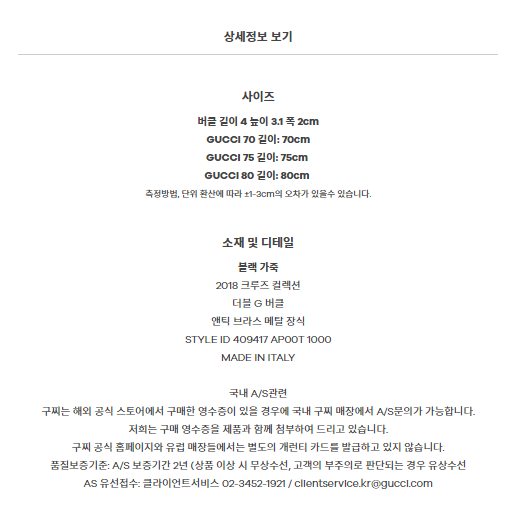 상세정보 보기
사이즈
버클 길이 4 높이 3.1 폭 2cm
GUCCI 70 길이: 70cm
GUCCI 75 길이: 75cm
GUCCI 80 길이: 80cm
측정방법, 단위 환산에 따라 ±1-3cm의 오차가 있을수 있습니다.
소재 및 디테일
블랙 가죽
2018 크루즈 컬렉션
더블 G 버클
앤틱 브라스 메탈 장식
STYLE ID 409417 AP00T 1000
MADE IN ITALY
국내 A/S관련
구찌는 해외 공식 스토어에서 구매한 영수증이 있을 경우에 국내 구찌 매장에서 A/S문의가 가능합니다.
저희는 구매 영수증을 제품과 함께 첨부하여 드리고 있습니다.
구찌 공식 홈페이지와 유럽 매장들에서는 별도의 개런티 카드를 발급하고 있지 않습니다.
품질보증기준: A/S 보증기간 2년 (상품 이상 시 무상수선, 고객의 부주의로 판단되는 경우 유상수선
AS 유선접수: 클라이언트서비스 02-3452-1921 / clientservice.kr@gucci.com